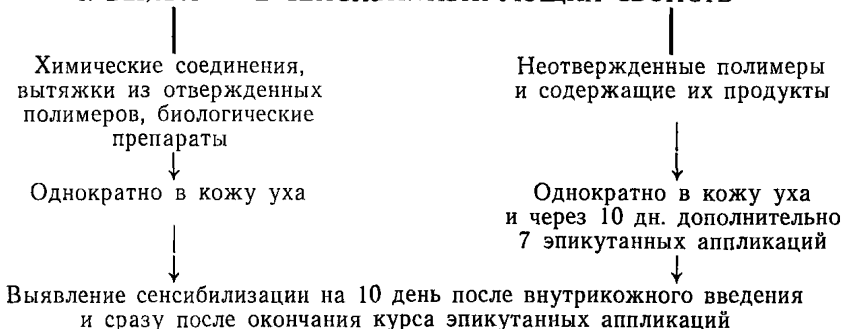 Химические соединения,
вытяжки из отвержденных
полимеров, биологические
препараты
Неотвержденные полимеры
и содержащие их продукты
Однократно в кожу уха
Однократно в кожу уха
и через 10 дн. дополнительно
7 эпикутанных аппликаций
Выявление сенсибилизации на 10 день после внутрикожного введения
и сразу после окончания курса эпикутанных аппликаций